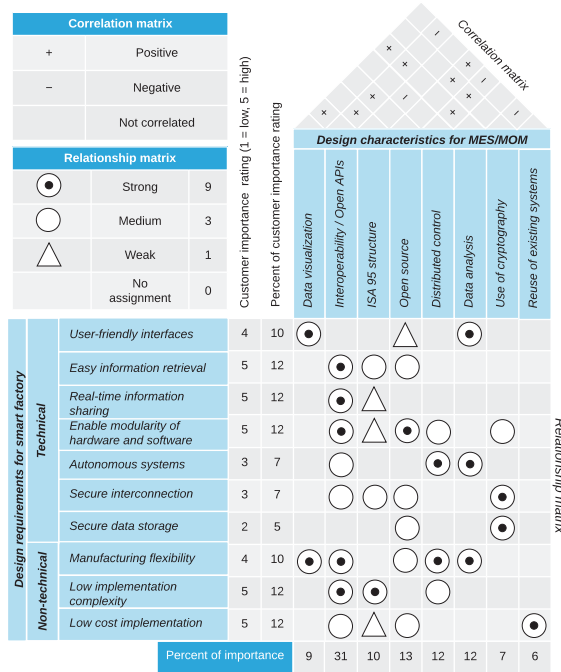 Correlation matrix
+ Positive
− Negative
Not correlated
Relationship matrix
Strong 9
Medium 3
Weak 1
No
assignment 0
Customer importance rating (1 = low, 5 = high)
Percent of customer importance rating
Correlation matrix
− 
+ +
+ −
+ − + +
+ + + −
Design characteristics for MES/MOM
Data visualization
Interoperability / Open APIs
ISA 95 structure
Open source
Distributed control
Data analysis
Use of cryptography
Reuse of existing systems
Design requirements for smart factory
Technical
User-friendly interfaces 4 10
Easy information retrieval 5 12
Real-time information
sharing 5 12
Enable modularity of
hardware and software 5 12
Autonomous systems 3 7
Secure interconnection 3 7
Secure data storage 2 5
Non-technical
Manufacturing flexibility 4 10
Low implementation
complexity 5 12
Low cost implementation 5 12
Relationship matrix
Percent of importance 9 31 10 13 12 12 7 6